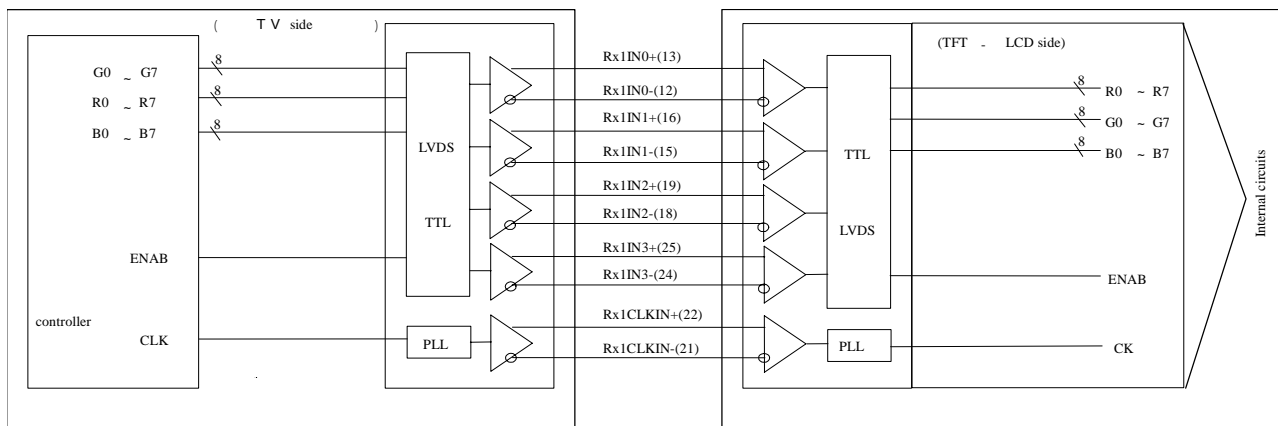 ( T V side )
(TFT - LCD side)
G0 ~ G7
8
R0 ~ R7
8
B0 ~ B7
8
ENAB
controller
CLK
LVDS
TTL
PLL
Rx1IN0+(13)
Rx1IN0-(12)
Rx1IN1+(16)
Rx1IN1-(15)
Rx1IN2+(19)
Rx1IN2-(18)
Rx1IN3+(25)
Rx1IN3-(24)
Rx1CLKIN+(22)
Rx1CLKIN-(21)
TTL
LVDS
PLL
8
R0 ~ R7
8
G0 ~ G7
8
B0 ~ B7
ENAB
CK
Internal circuits